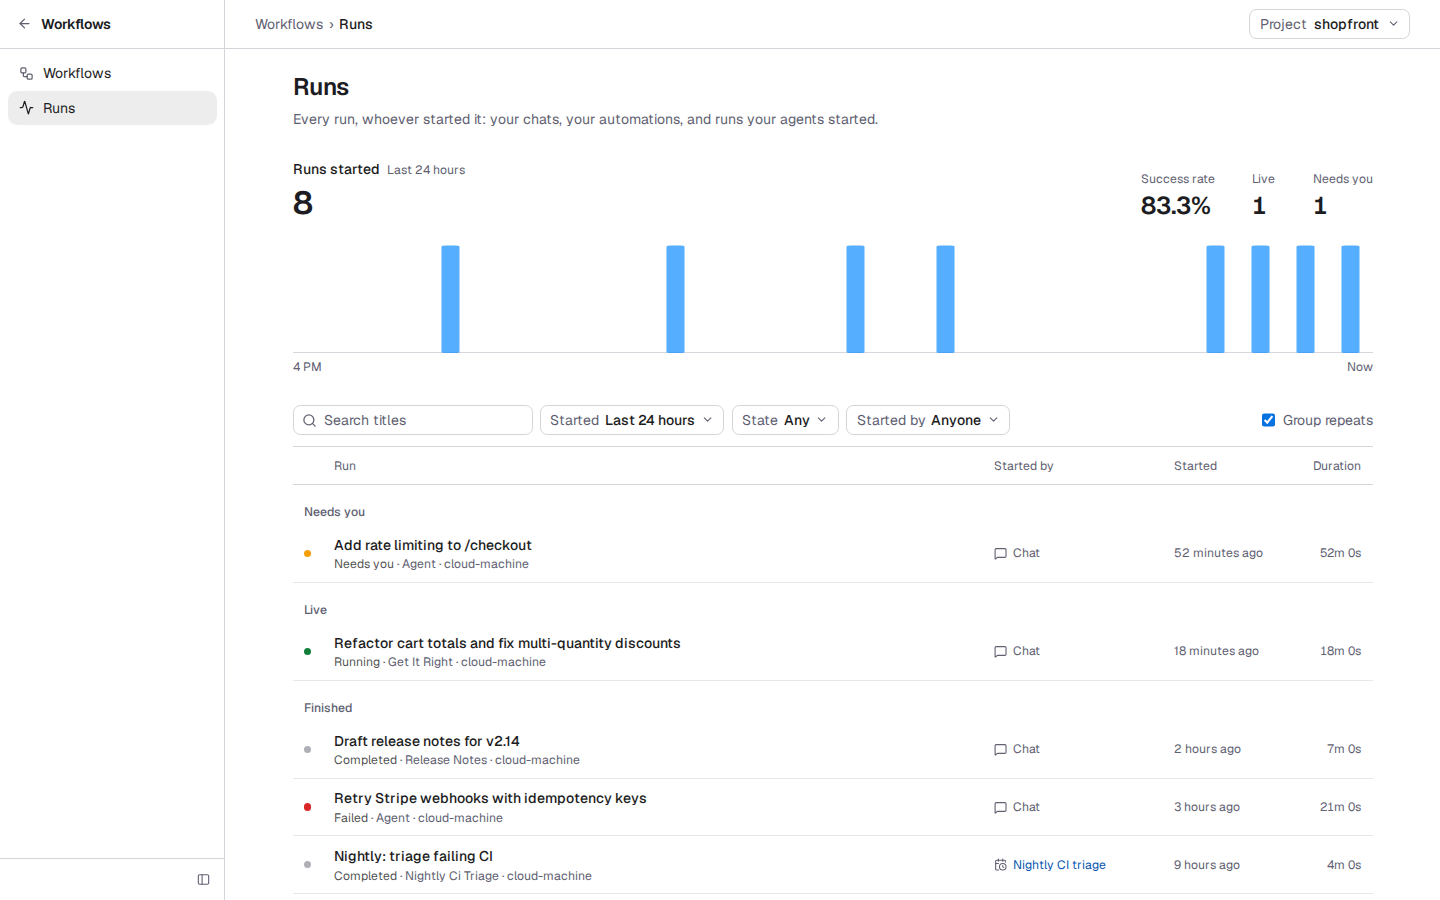 Workflows
Workflows
Runs
Workflows › Runs
Project shopfront
Runs
Every run, whoever started it: your chats, your automations, and runs your agents started.
Runs started Last 24 hours
8
Success rate Live Needs you
83.3% 1 1
4 PM Now
Search titles Started Last 24 hours State Any Started by Anyone Group repeats
Run Started by Started Duration
Needs you
Add rate limiting to /checkout
Needs you · Agent · cloud-machine
Chat 52 minutes ago 52m 0s
Live
Refactor cart totals and fix multi-quantity discounts
Running · Get It Right · cloud-machine
Chat 18 minutes ago 18m 0s
Finished
Draft release notes for v2.14
Completed · Release Notes · cloud-machine
Chat 2 hours ago 7m 0s
Retry Stripe webhooks with idempotency keys
Failed · Agent · cloud-machine
Chat 3 hours ago 21m 0s
Nightly: triage failing CI
Completed · Nightly Ci Triage · cloud-machine
Nightly CI triage 9 hours ago 4m 0s